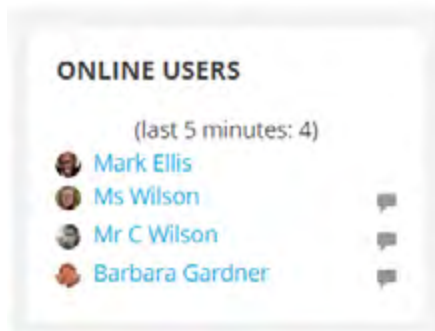 ONLINE USERS
(last 5 minutes: 4)
Mark Ellis
Ms Wilson
Mr C Wilson
Barbara Gardner